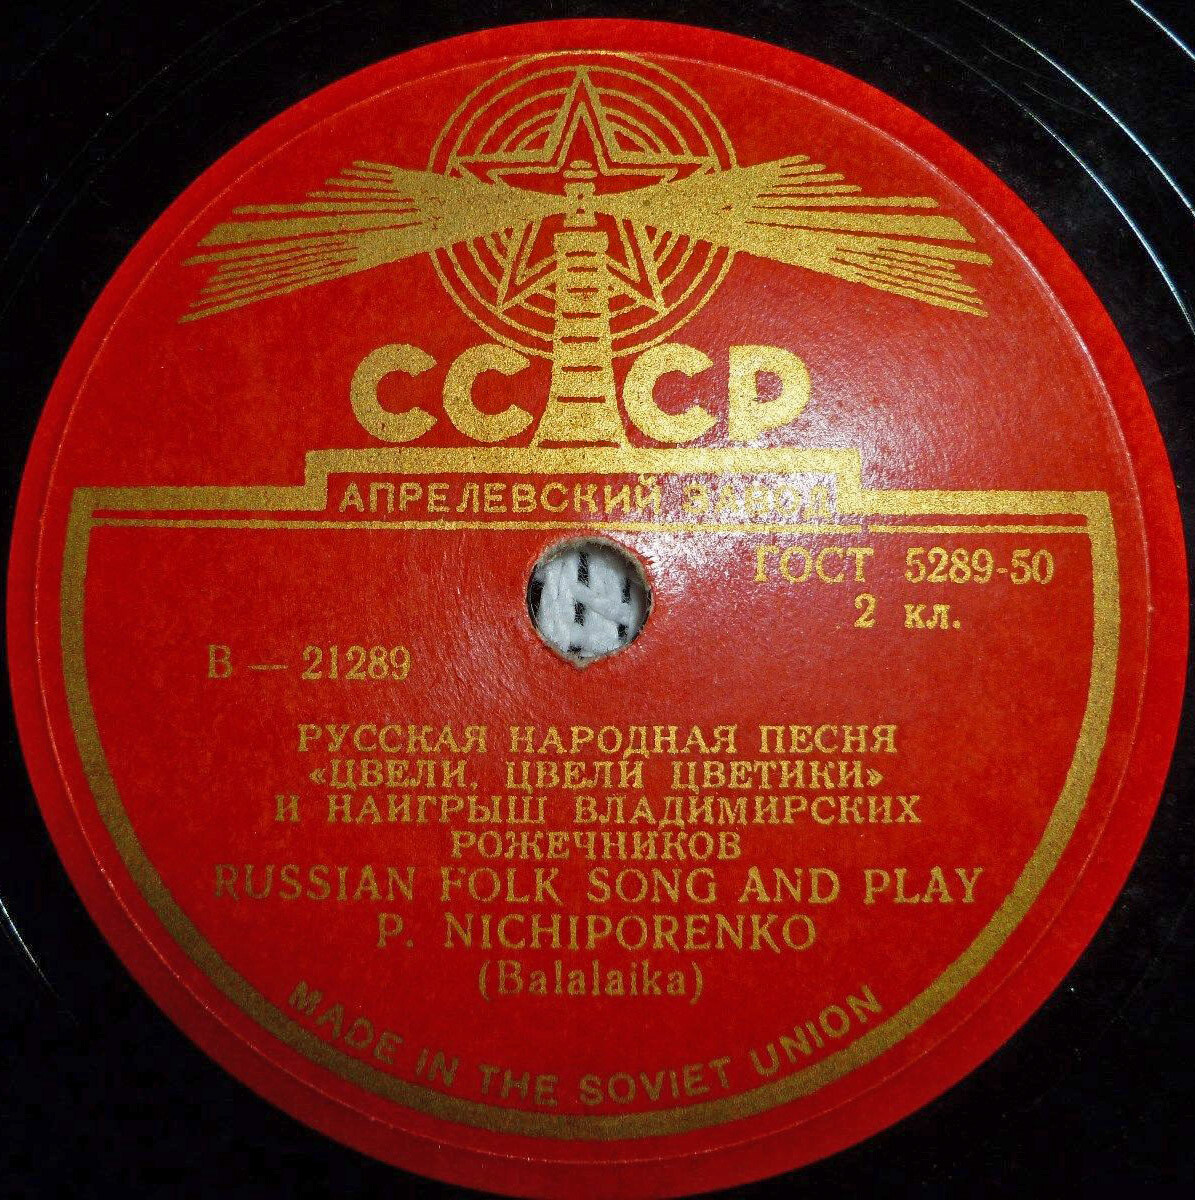 СССР
АПРЕЛЕВСКИЙ ЗАВОД
ГОСТ 5289-50
2 кл.
В — 21289
РУССКАЯ НАРОДНАЯ ПЕСНЯ
«ЦВЕЛИ, ЦВЕЛИ ЦВЕТИКИ»
И НАИГРЫШ ВЛАДИМИРСКИХ
РОЖЕЧНИКОВ
RUSSIAN FOLK SONG AND PLAY
P. NICHIPORENKO
(Balalaika)
MADE IN THE SOVIET UNION